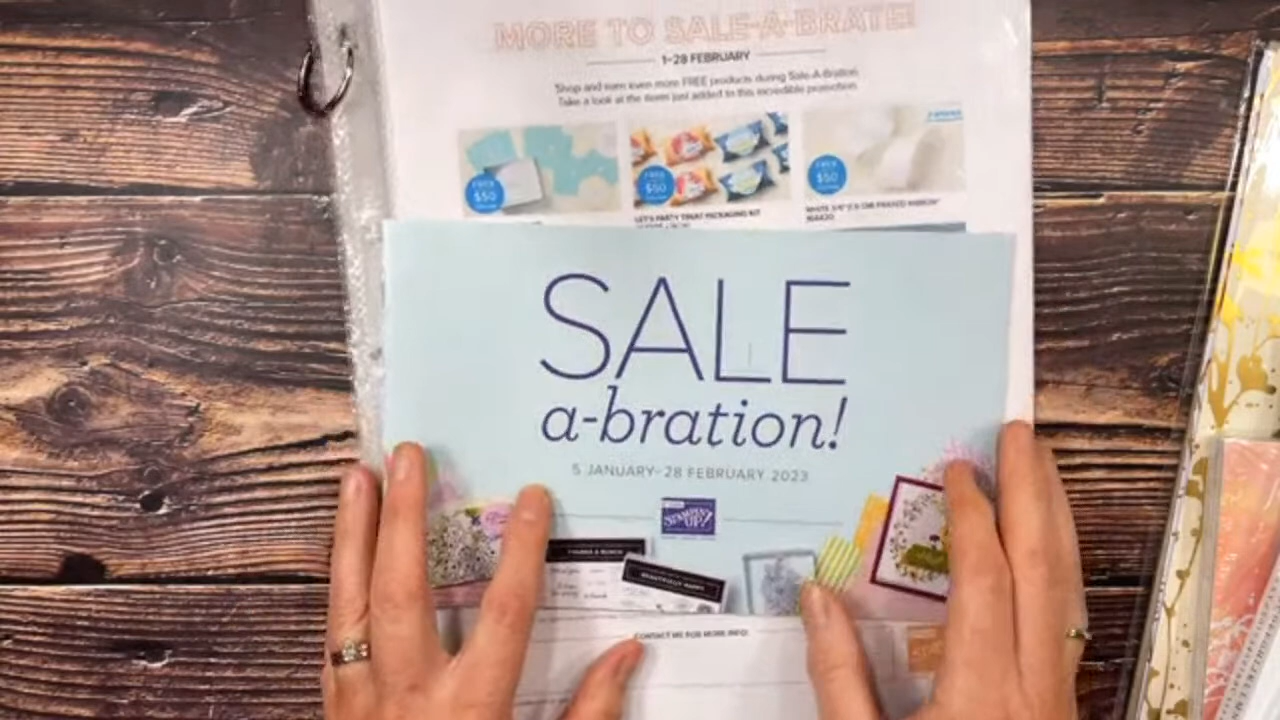 MORE TO SALE-A-BRATE!
1-28 FEBRUARY
Shop and earn even more FREE products during Sale-A-Bration.
Take a look at the items just added to this incredible promotion.
FREE
$50
FREE
$50
FREE
$50
LET'S PARTY TREAT PACKAGING KIT
SALE
a-bration!
5 JANUARY-28 FEBRUARY 2023
STAMPIN' UP!
BEAUTIFULLY HAPPY
CONTACT ME FOR MORE INFO!